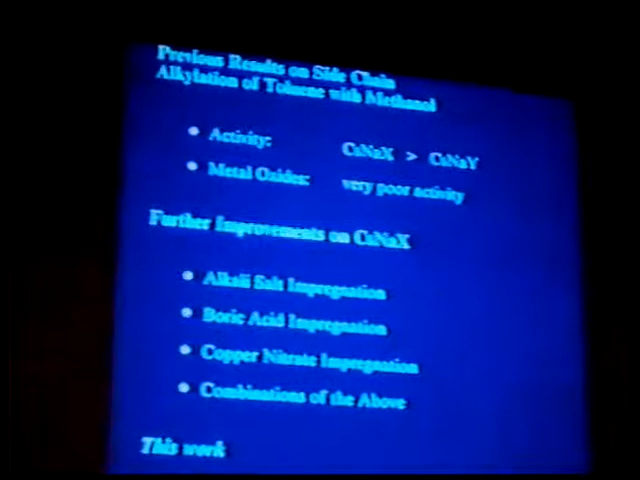 Previous Results on Side Chain
Alkylation of Toluene with Methanol
• Activity: CsNaX > CsNaY
• Metal Oxides: very poor activity
Further Improvements on CsNaX
• Alkali Salt Impregnation
• Boric Acid Impregnation
• Copper Nitrate Impregnation
• Combinations of the Above
This work